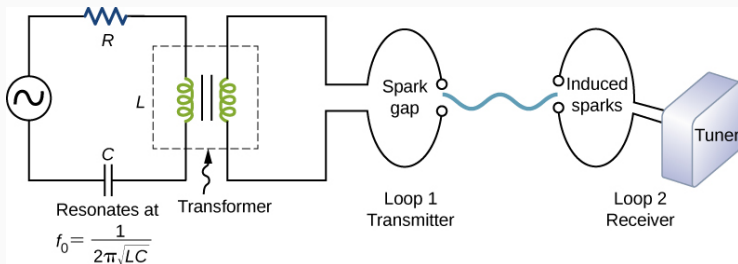 R
L
C
Transformer
Resonates at
f₀ = 1 / 2π√LC
Spark
gap
Loop 1
Transmitter
Induced
sparks
Loop 2
Receiver
Tuner